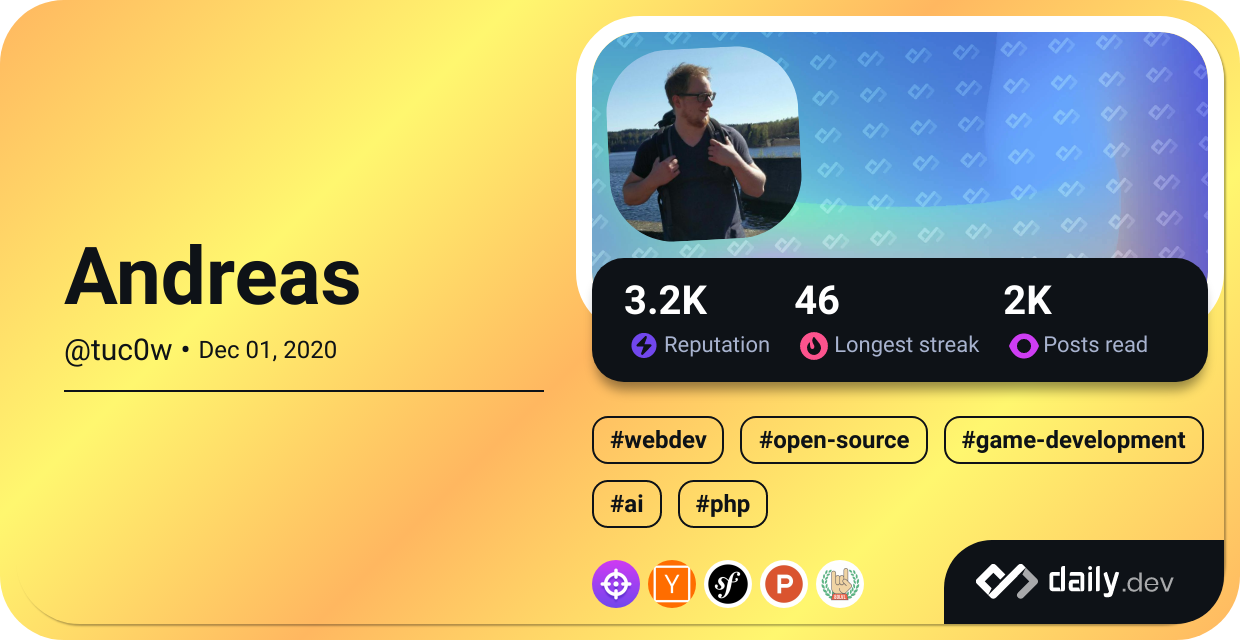 Andreas
@tuc0w • Dec 01, 2020
3.2K
Reputation
46
Longest streak
2K
Posts read
#webdev
#open-source
#game-development
#ai
#php
Y
sf
P
daily.dev